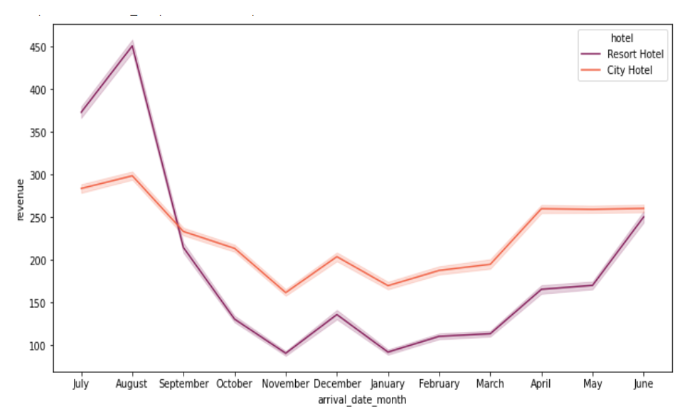 hotel
Resort Hotel
City Hotel
450
400
350
300
250
200
150
100
revenue
July August September October November December January February March April May June
arrival_date_month